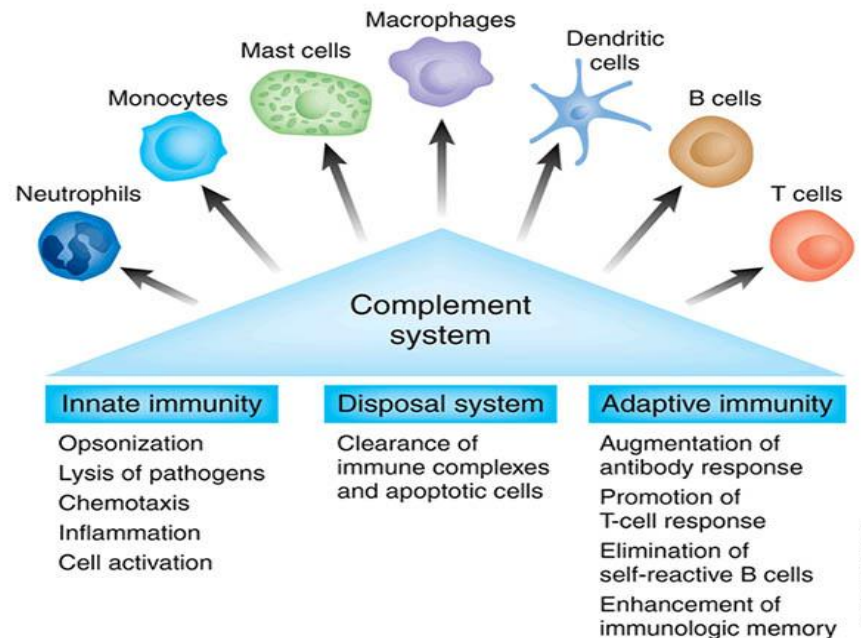 Macrophages
Mast cells
Dendritic
cells
Monocytes
B cells
Neutrophils
T cells
Complement
system
Innate immunity
Opsonization
Lysis of pathogens
Chemotaxis
Inflammation
Cell activation
Disposal system
Clearance of
immune complexes
and apoptotic cells
Adaptive immunity
Augmentation of
antibody response
Promotion of
T-cell response
Elimination of
self-reactive B cells
Enhancement of
immunologic memory